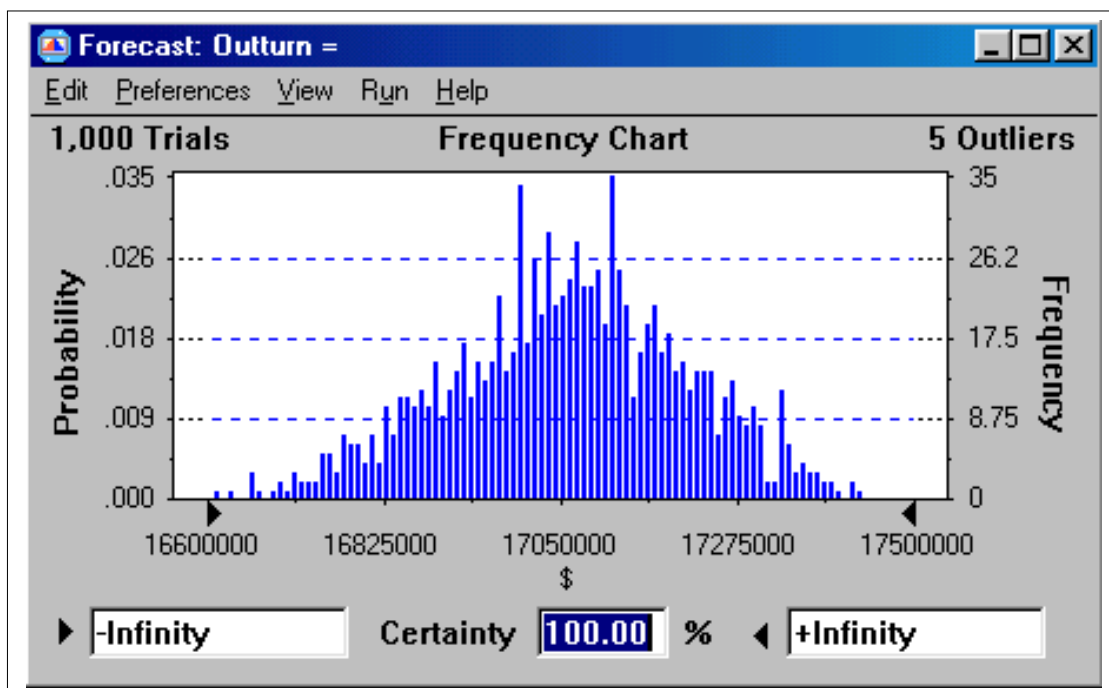 Forecast: Outturn =
Edit Preferences View Run Help
1,000 Trials Frequency Chart 5 Outliers
.035 35
.026 26.2
.018 17.5
.009 8.75
.000 0
Probability
Frequency
16600000 16825000 17050000 17275000 17500000
$
-Infinity Certainty 100.00 % +Infinity